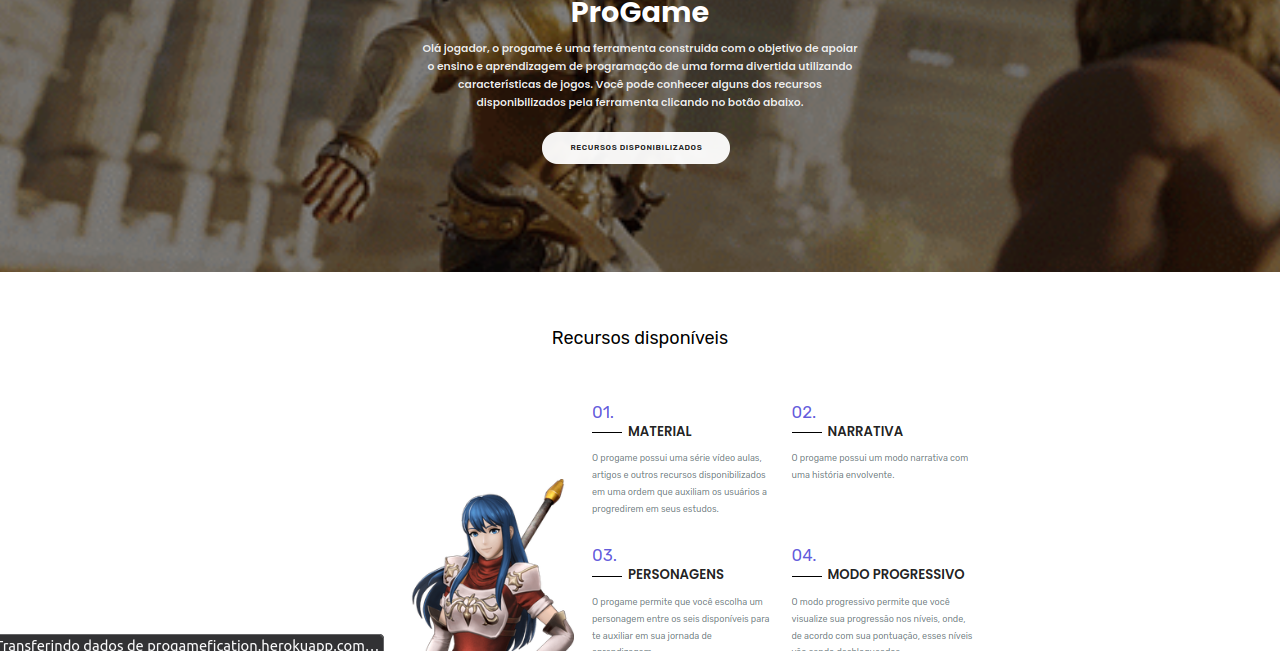 ProGame
Olá jogador, o progame é uma ferramenta construida com o objetivo de apoiar
o ensino e aprendizagem de programação de uma forma divertida utilizando
características de jogos. Você pode conhecer alguns dos recursos
disponibilizados pela ferramenta clicando no botão abaixo.
RECURSOS DISPONIBILIZADOS
Recursos disponíveis
01.
MATERIAL
O progame possui uma série vídeo aulas,
artigos e outros recursos disponibilizados
em uma ordem que auxiliam os usuários a
progredirem em seus estudos.
02.
NARRATIVA
O progame possui um modo narrativa com
uma história envolvente.
03.
PERSONAGENS
O progame permite que você escolha um
personagem entre os seis disponíveis para
te auxiliar em sua jornada de
aprendizagem.
04.
MODO PROGRESSIVO
O modo progressivo permite que você
visualize sua progressão nos níveis, onde,
de acordo com sua pontuação, esses níveis
vão sendo desbloqueados.
Transferindo dados de progamefication.herokuapp.com...